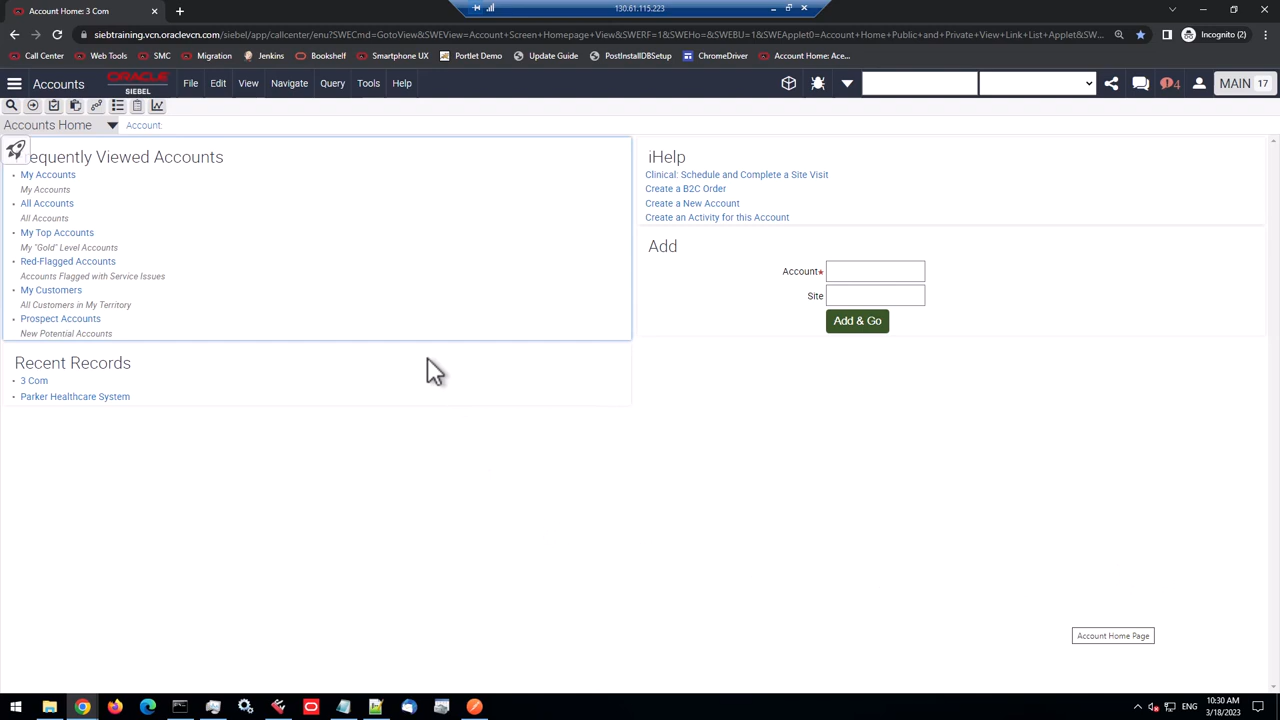 130.61.115.223
Account Home: 3 Com
siebtraining.vcn.oraclevcn.com/siebel/app/callcenter/enu?SWECmd=GotoView&SWEView=Account+Screen+Homepage+View&SWERF=1&SWEHo=&SWEBU=1&SWEApplet0=Account+Home+Public+and+Private+View+Link+List+Applet&SWEC...
Incognito (2)
Call Center
Web Tools
SMC
Migration
Jenkins
Bookshelf
Smartphone UX
Portlet Demo
Update Guide
PostInstallDBSetup
ChromeDriver
Account Home: Ace...
Accounts
ORACLE
SIEBEL
File
Edit
View
Navigate
Query
Tools
Help
4
MAIN 17
Accounts Home
Account:
equently Viewed Accounts
My Accounts
My Accounts
All Accounts
All Accounts
My Top Accounts
My "Gold" Level Accounts
Red-Flagged Accounts
Accounts Flagged with Service Issues
My Customers
All Customers in My Territory
Prospect Accounts
New Potential Accounts
Recent Records
3 Com
Parker Healthcare System
iHelp
Clinical: Schedule and Complete a Site Visit
Create a B2C Order
Create a New Account
Create an Activity for this Account
Add
Account*
Site
Add & Go
Account Home Page
ENG
10:30 AM
3/18/2023